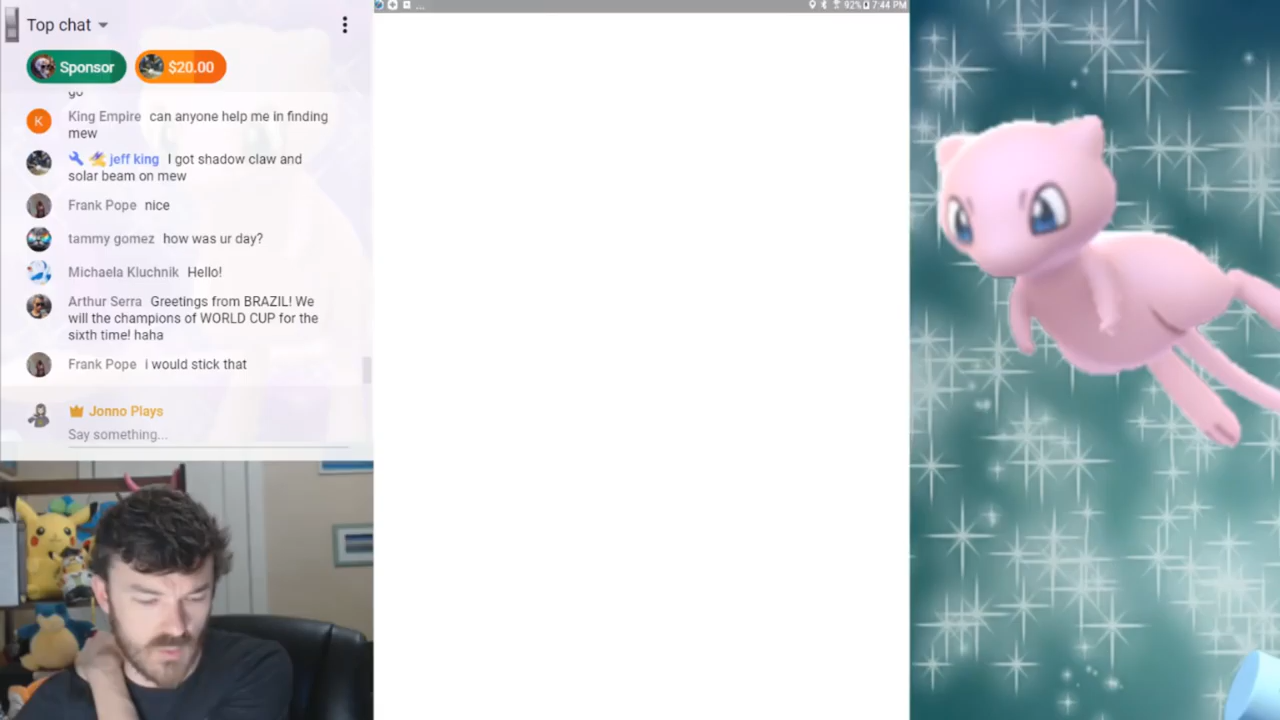 Top chat
Sponsor
$20.00
go
King Empire can anyone help me in finding
mew
jeff king I got shadow claw and
solar beam on mew
Frank Pope nice
tammy gomez how was ur day?
Michaela Kluchnik Hello!
Arthur Serra Greetings from BRAZIL! We
will the champions of WORLD CUP for the
sixth time! haha
Frank Pope i would stick that
Jonno Plays
Say something...
... 92% 7:44 PM